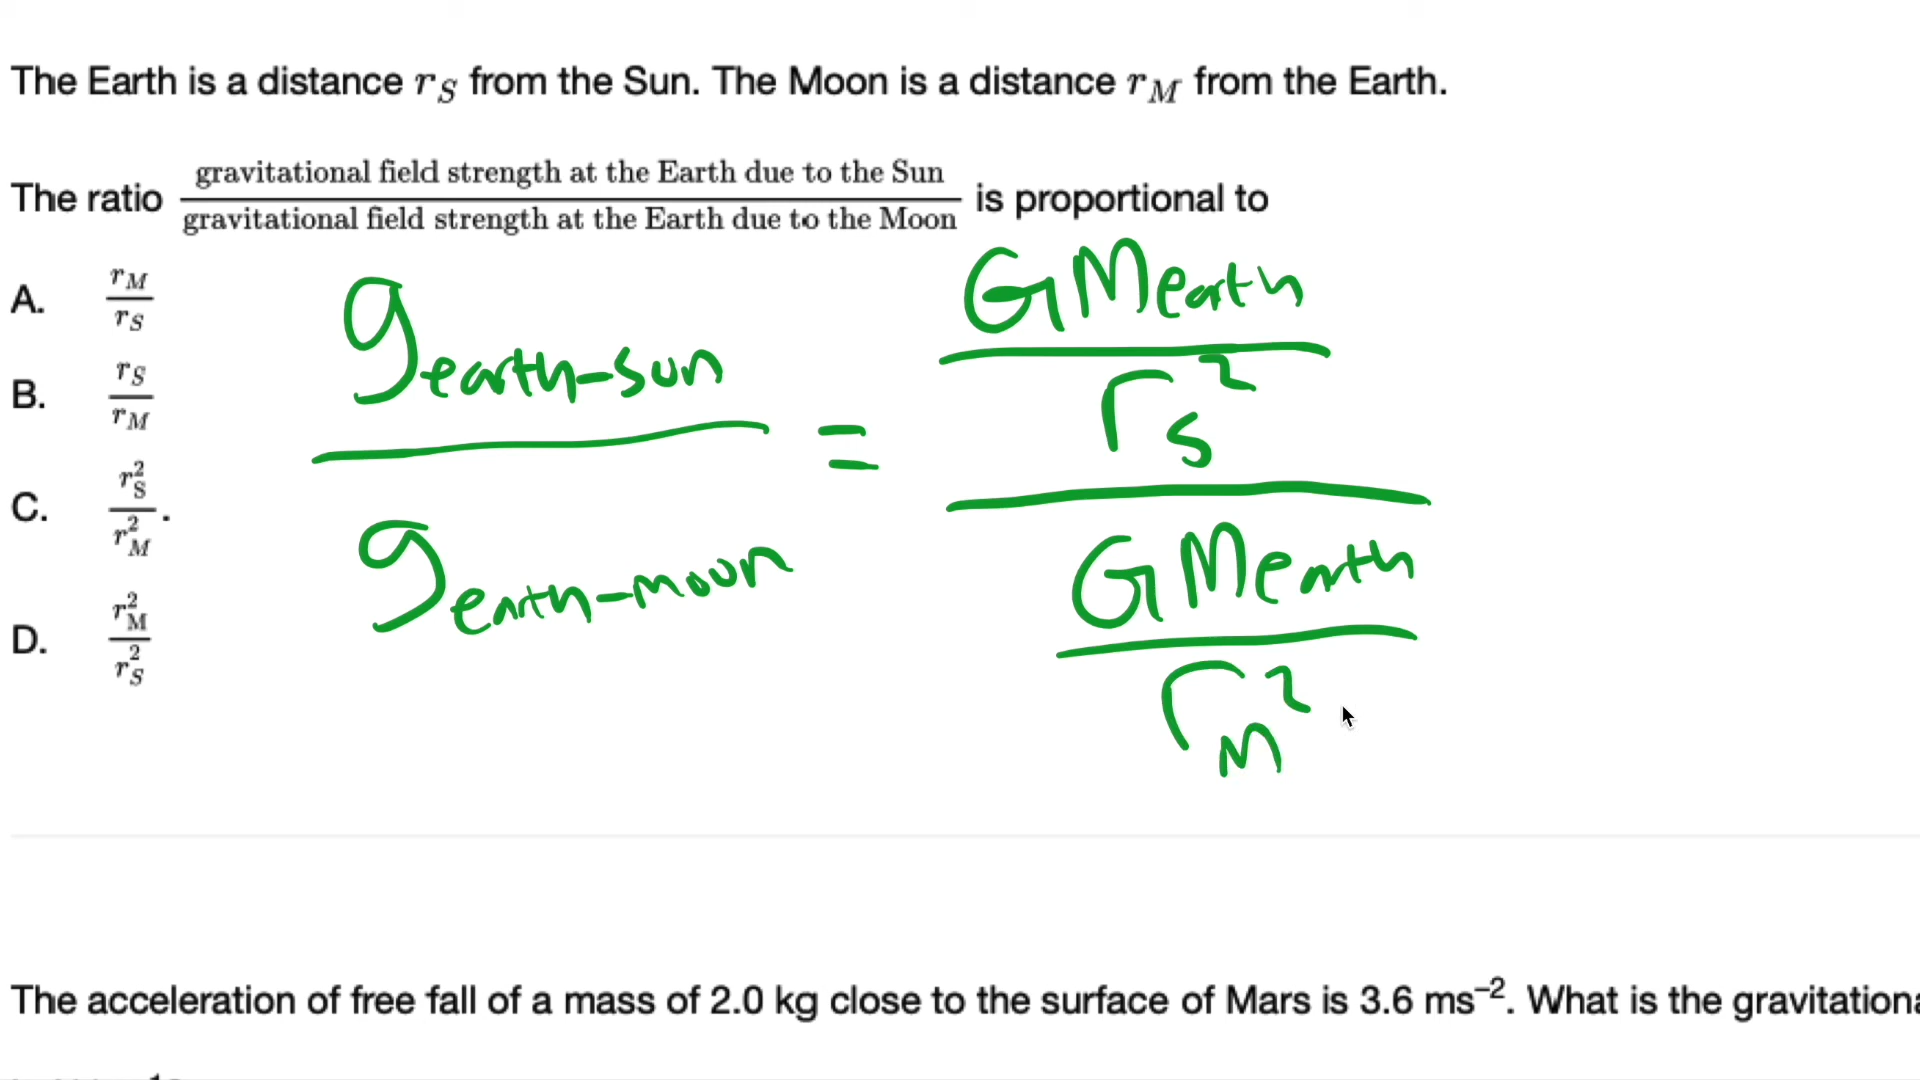 The Earth is a distance r_S from the Sun. The Moon is a distance r_M from the Earth.
The ratio gravitational field strength at the Earth due to the Sun / gravitational field strength at the Earth due to the Moon is proportional to
A. r_M / r_S
B. r_S / r_M
C. r_S^2 / r_M^2 .
D. r_M^2 / r_S^2
g earth-sun / g earth-moon = (G Mearth / r_s^2) / (G Mearth / r_M^2)
The acceleration of free fall of a mass of 2.0 kg close to the surface of Mars is 3.6 ms^−2. What is the gravitationa